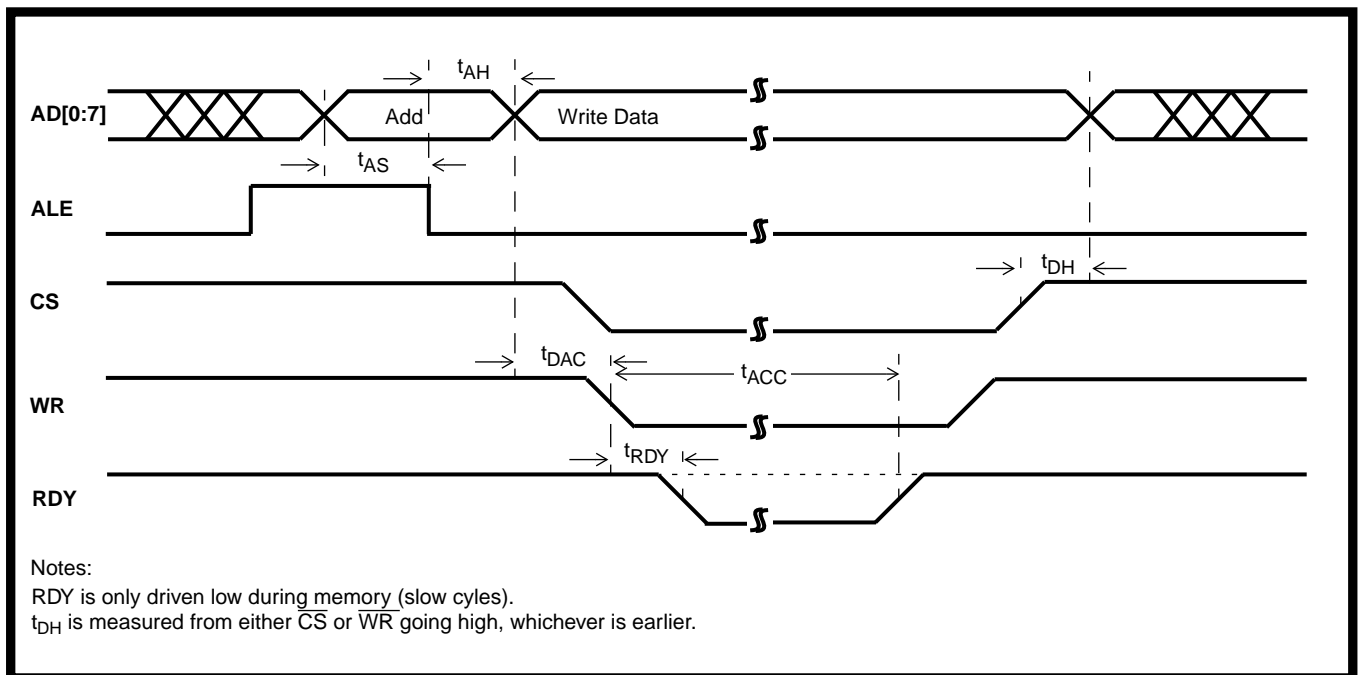 tAH
AD[0:7]
Add
Write Data
tAS
ALE
tDH
CS
tDAC
tACC
WR
tRDY
RDY
Notes:
RDY is only driven low during memory (slow cyles).
tDH is measured from either CS or WR going high, whichever is earlier.